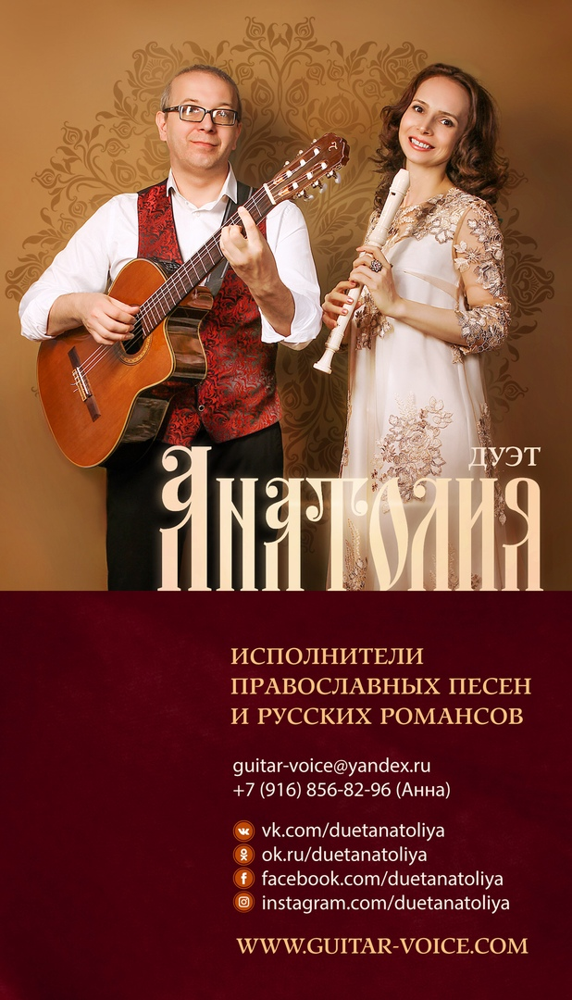 ДУЭТ
Анатолия
ИСПОЛНИТЕЛИ
ПРАВОСЛАВНЫХ ПЕСЕН
И РУССКИХ РОМАНСОВ
guitar-voice@yandex.ru
+7 (916) 856-82-96 (Анна)
vk.com/duetanatoliya
ok.ru/duetanatoliya
facebook.com/duetanatoliya
instagram.com/duetanatoliya
WWW.GUITAR-VOICE.COM